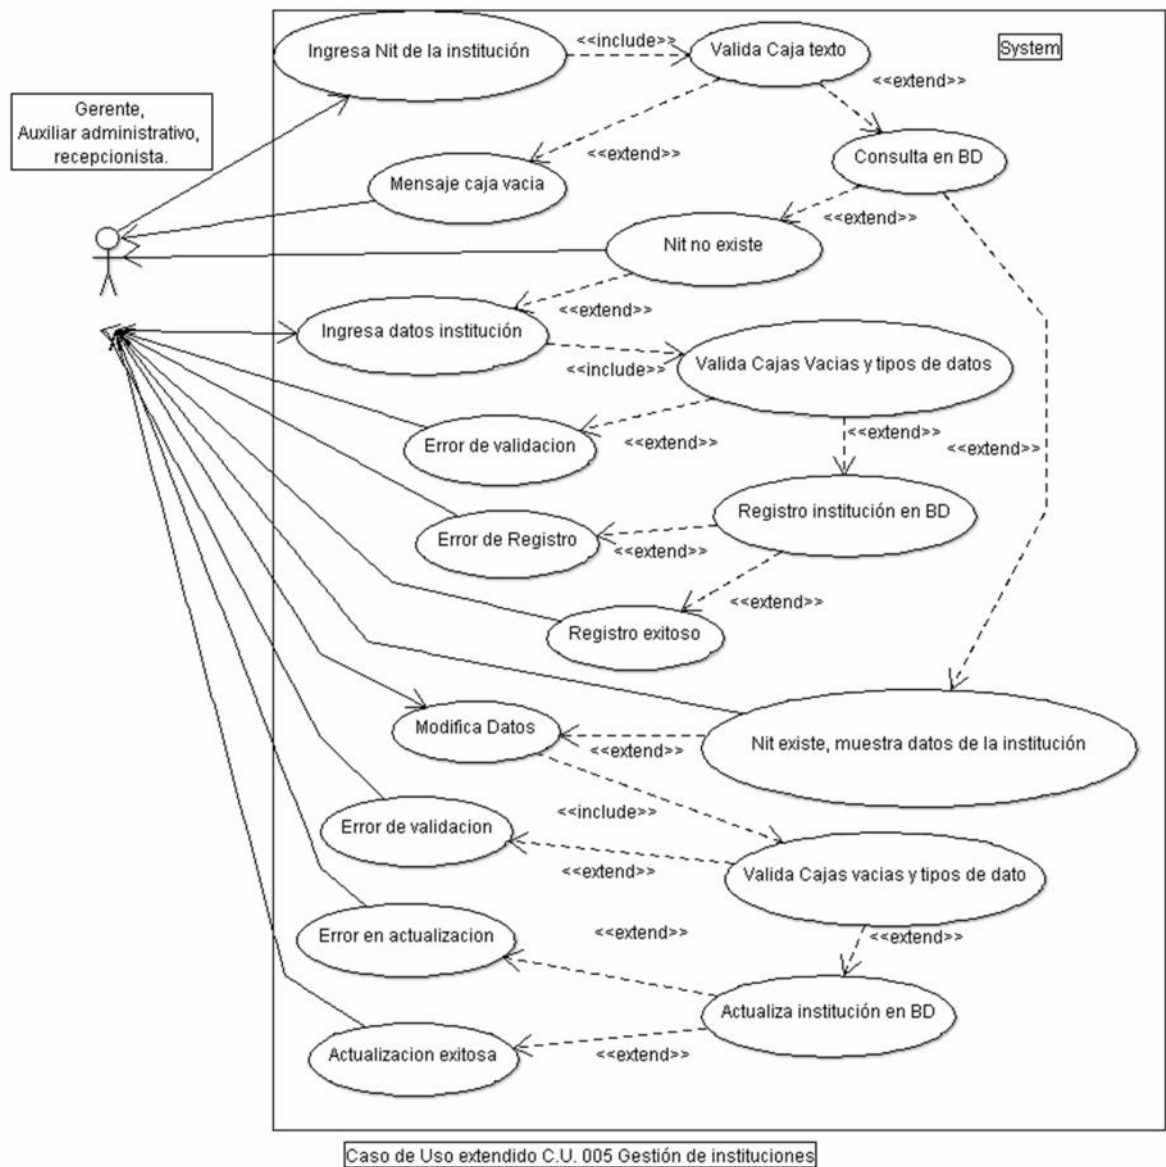 Ingresa Nit de la institución
<<include>>
Valida Caja texto
System
<<extend>>
Gerente,
Auxiliar administrativo,
recepcionista.
<<extend>>
Consulta en BD
Mensaje caja vacia
<<extend>>
Nit no existe
<<extend>>
Ingresa datos institución
<<include>>
Valida Cajas Vacias y tipos de datos
Error de validacion
<<extend>>
<<extend>>
<<extend>>
Registro institución en BD
Error de Registro
<<extend>>
<<extend>>
Registro exitoso
Modifica Datos
<<extend>>
Nit existe, muestra datos de la institución
<<include>>
Error de validacion
<<extend>>
Valida Cajas vacias y tipos de dato
Error en actualizacion
<<extend>>
<<extend>>
Actualiza institución en BD
Actualizacion exitosa
<<extend>>
Caso de Uso extendido C.U. 005 Gestión de instituciones